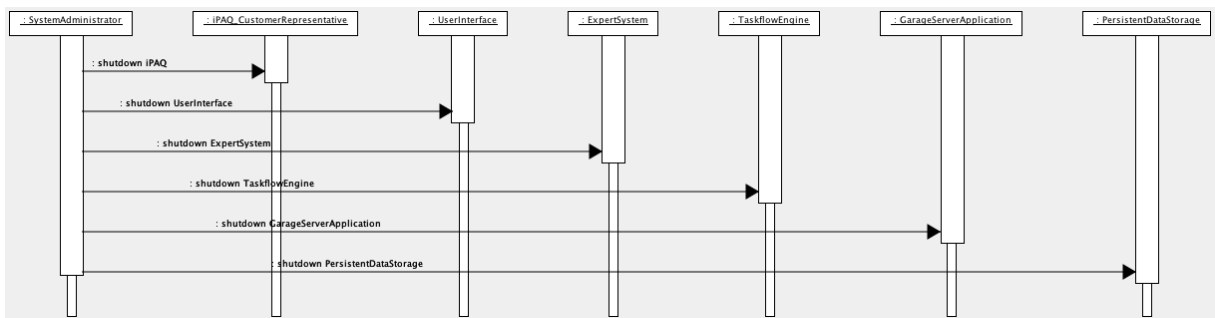 : SystemAdministrator
: iPAQ_CustomerRepresentative
: UserInterface
: ExpertSystem
: TaskflowEngine
: GarageServerApplication
: PersistentDataStorage
: shutdown iPAQ
: shutdown UserInterface
: shutdown ExpertSystem
: shutdown TaskflowEngine
: shutdown GarageServerApplication
: shutdown PersistentDataStorage